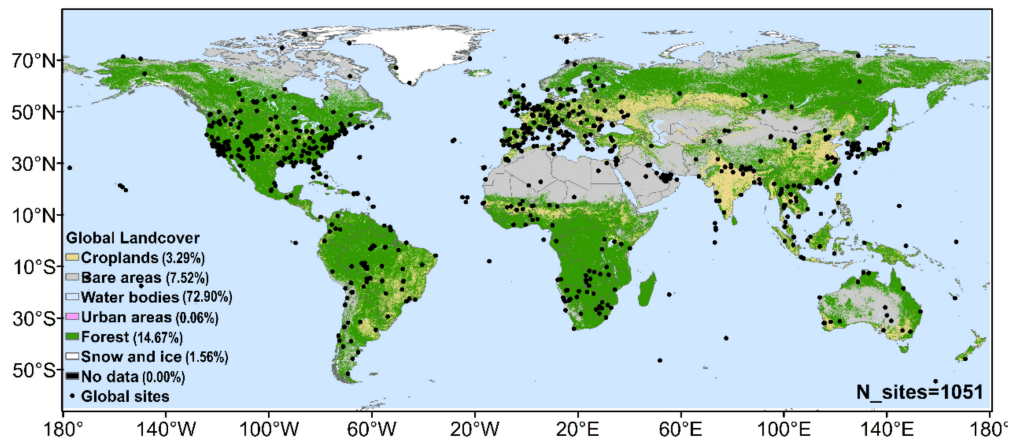 70°N
50°N
30°N
10°N
10°S
30°S
50°S
Global Landcover
Croplands (3.29%)
Bare areas (7.52%)
Water bodies (72.90%)
Urban areas (0.06%)
Forest (14.67%)
Snow and ice (1.56%)
No data (0.00%)
Global sites
N_sites=1051
180° 140°W 100°W 60°W 20°W 20°E 60°E 100°E 140°E 180°